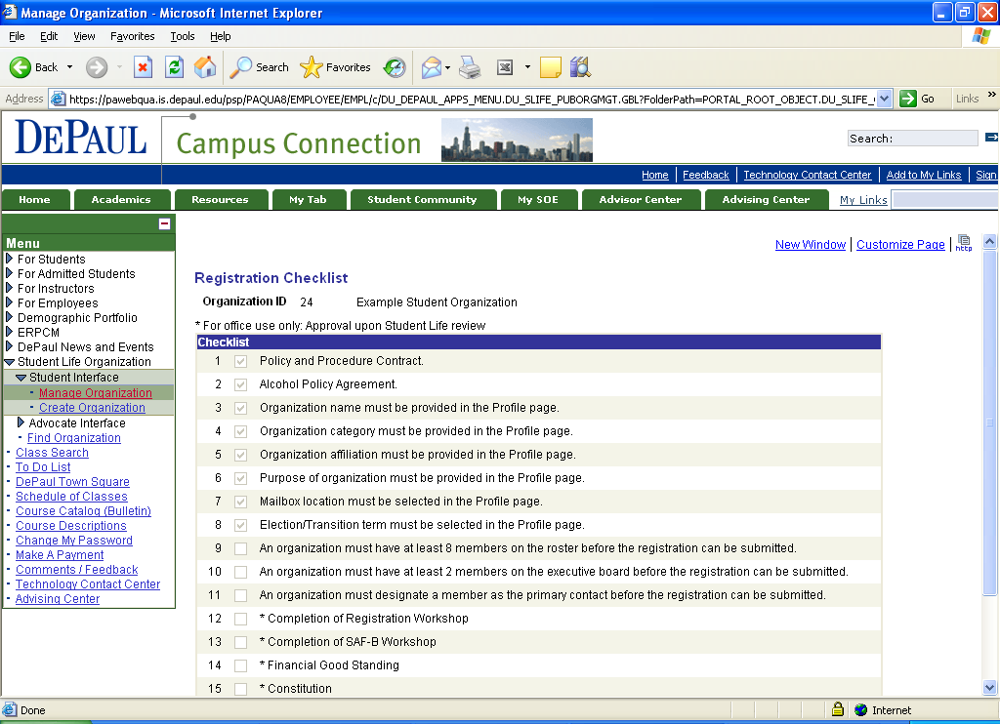 Manage Organization - Microsoft Internet Explorer
File Edit View Favorites Tools Help
Back Search Favorites
Address https://pawebqua.is.depaul.edu/psp/PAQUA8/EMPLOYEE/EMPL/c/DU_DEPAUL_APPS_MENU.DU_SLIFE_PUBORGMGT.GBL?FolderPath=PORTAL_ROOT_OBJECT.DU_SLIFE_ Go Links »
DEPAUL Campus Connection Search:
Home Feedback Technology Contact Center Add to My Links Sign
Home Academics Resources My Tab Student Community My SOE Advisor Center Advising Center My Links
New Window Customize Page http
Menu
For Students
For Admitted Students
For Instructors
For Employees
Demographic Portfolio
ERPCM
DePaul News and Events
Student Life Organization
Student Interface
- Manage Organization
- Create Organization
Advocate Interface
- Find Organization
- Class Search
- To Do List
- DePaul Town Square
- Schedule of Classes
- Course Catalog (Bulletin)
- Course Descriptions
- Change My Password
- Make A Payment
- Comments / Feedback
- Technology Contact Center
- Advising Center
Registration Checklist
Organization ID 24 Example Student Organization
* For office use only: Approval upon Student Life review
Checklist
1 Policy and Procedure Contract.
2 Alcohol Policy Agreement.
3 Organization name must be provided in the Profile page.
4 Organization category must be provided in the Profile page.
5 Organization affiliation must be provided in the Profile page.
6 Purpose of organization must be provided in the Profile page.
7 Mailbox location must be selected in the Profile page.
8 Election/Transition term must be selected in the Profile page.
9 An organization must have at least 8 members on the roster before the registration can be submitted.
10 An organization must have at least 2 members on the executive board before the registration can be submitted.
11 An organization must designate a member as the primary contact before the registration can be submitted.
12 * Completion of Registration Workshop
13 * Completion of SAF-B Workshop
14 * Financial Good Standing
15 * Constitution
Done Internet